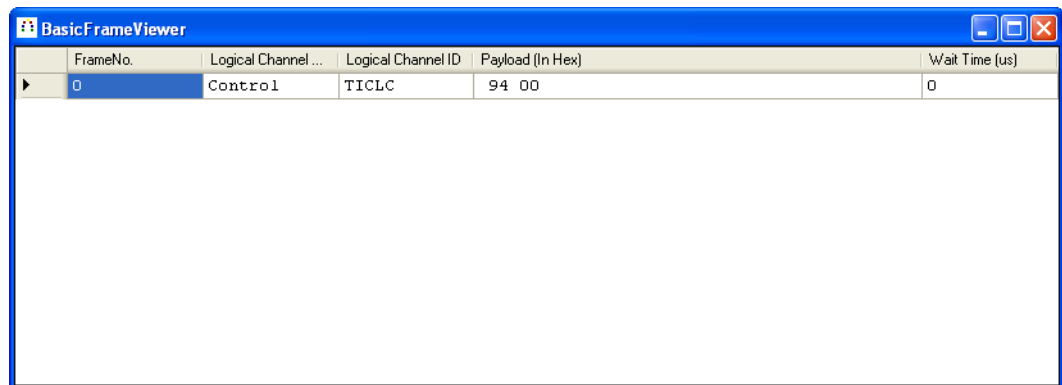 BasicFrameViewer
FrameNo. Logical Channel ... Logical Channel ID Payload (In Hex) Wait Time (us)
0 Control TICLC 94 00 0